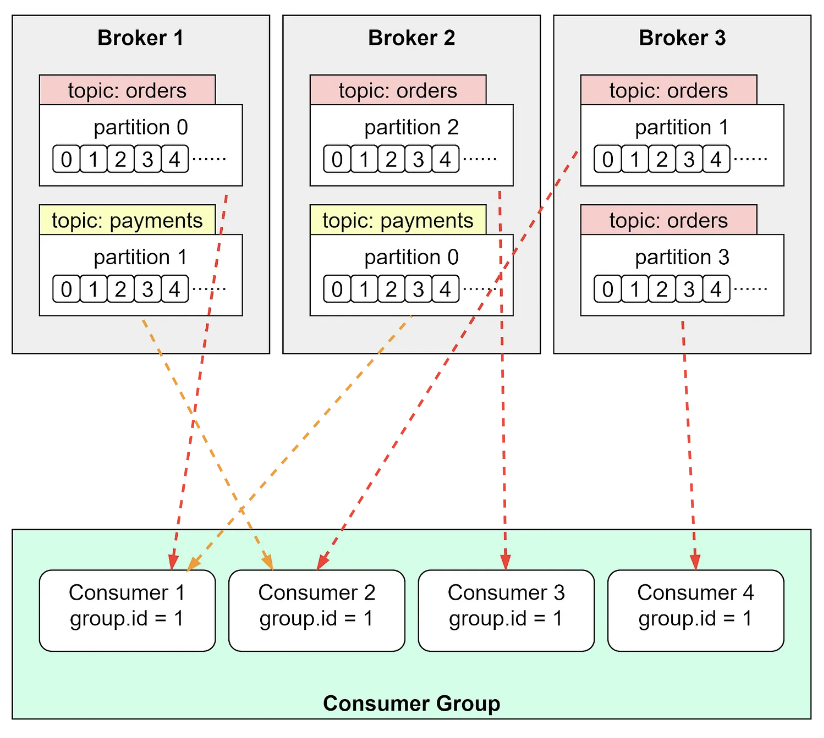 Broker 1
topic: orders
partition 0
0 1 2 3 4 ......
topic: payments
partition 1
0 1 2 3 4 ......
Broker 2
topic: orders
partition 2
0 1 2 3 4 ......
topic: payments
partition 0
0 1 2 3 4 ......
Broker 3
topic: orders
partition 1
0 1 2 3 4 ......
topic: orders
partition 3
0 1 2 3 4 ......
Consumer 1
group.id = 1
Consumer 2
group.id = 1
Consumer 3
group.id = 1
Consumer 4
group.id = 1
Consumer Group